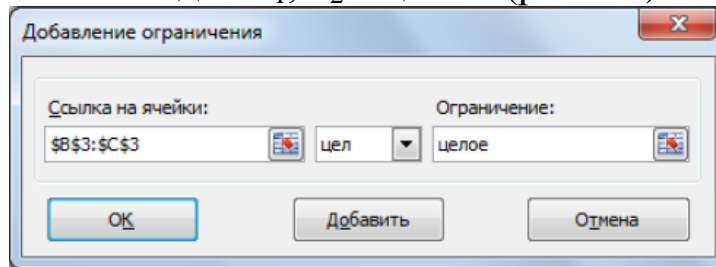 Добавление ограничения
Ссылка на ячейки:
Ограничение:
$B$3:$C$3
цел
целое
ОК
Добавить
Отмена